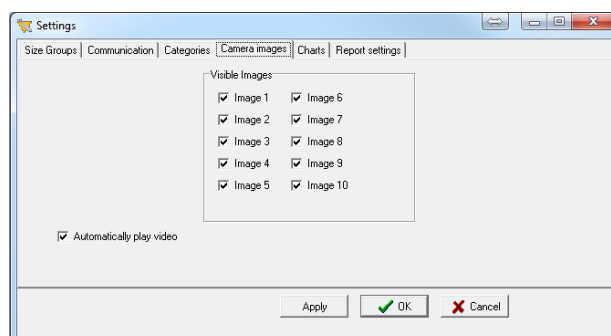 Settings
Size Groups Communication Categories Camera images Charts Report settings
Visible Images
Image 1 Image 6
Image 2 Image 7
Image 3 Image 8
Image 4 Image 9
Image 5 Image 10
Automatically play video
Apply OK Cancel